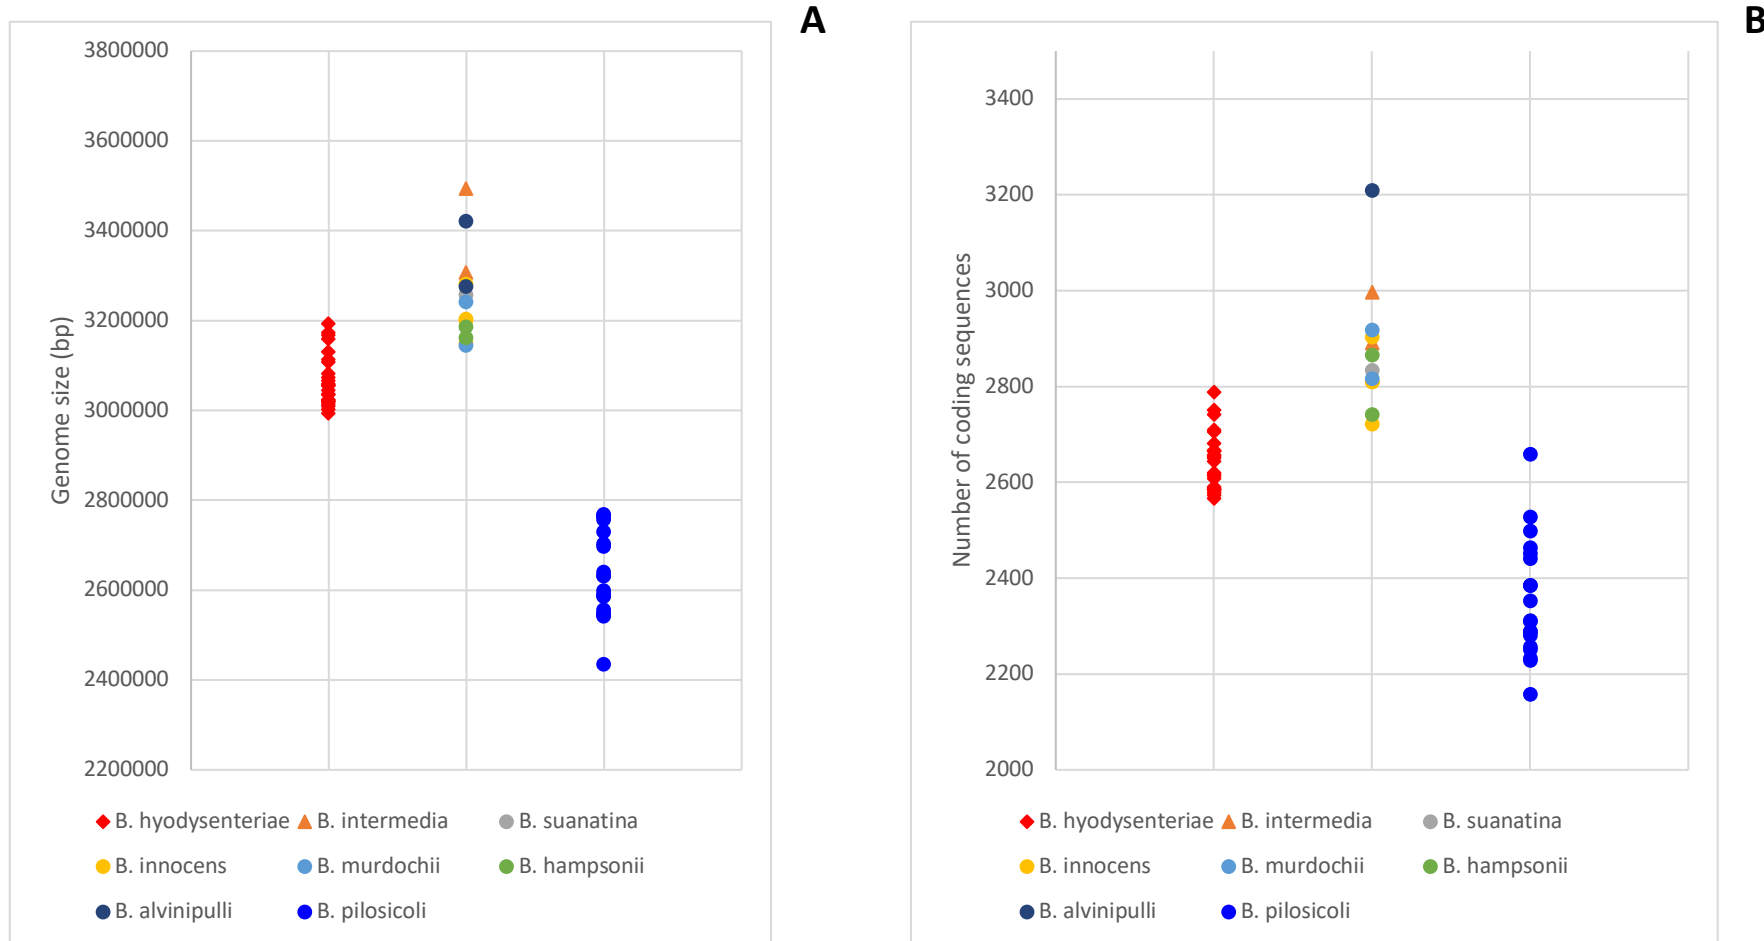 A
3800000
3600000
3400000
3200000
3000000
2800000
2600000
2400000
2200000
Genome size (bp)
B. hyodysenteriae B. intermedia B. suanatina
B. innocens B. murdochii B. hampsonii
B. alvinipulli B. pilosicoli
B
3400
3200
3000
2800
2600
2400
2200
2000
Number of coding sequences
B. hyodysenteriae B. intermedia B. suanatina
B. innocens B. murdochii B. hampsonii
B. alvinipulli B. pilosicoli